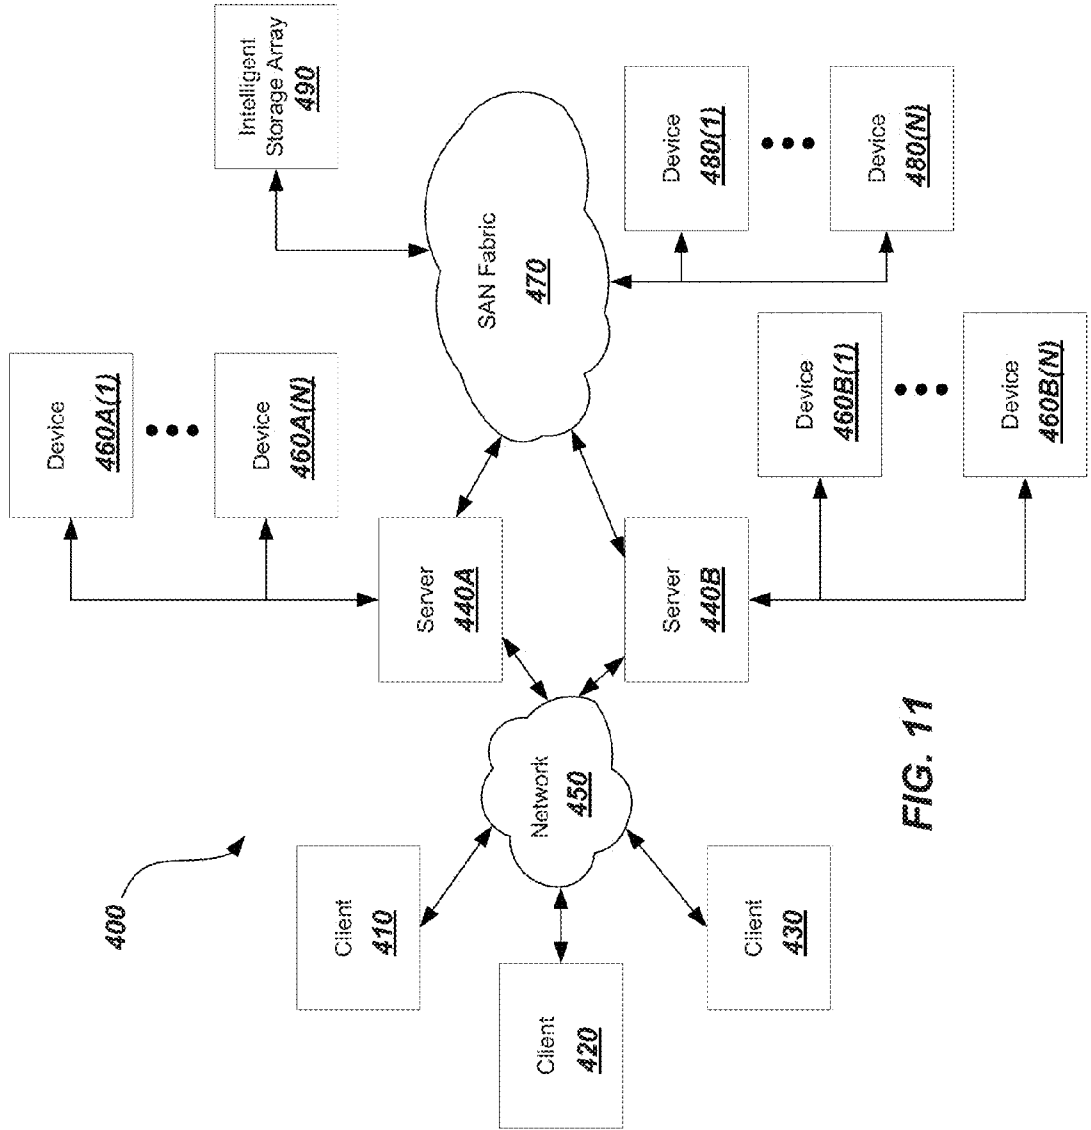 400
Client
410
Client
420
Client
430
Network
450
Server
440A
Server
440B
Device
460A(1)
Device
460A(N)
Device
460B(1)
Device
460B(N)
SAN Fabric
470
Intelligent
Storage Array
490
Device
480(1)
Device
480(N)
FIG. 11